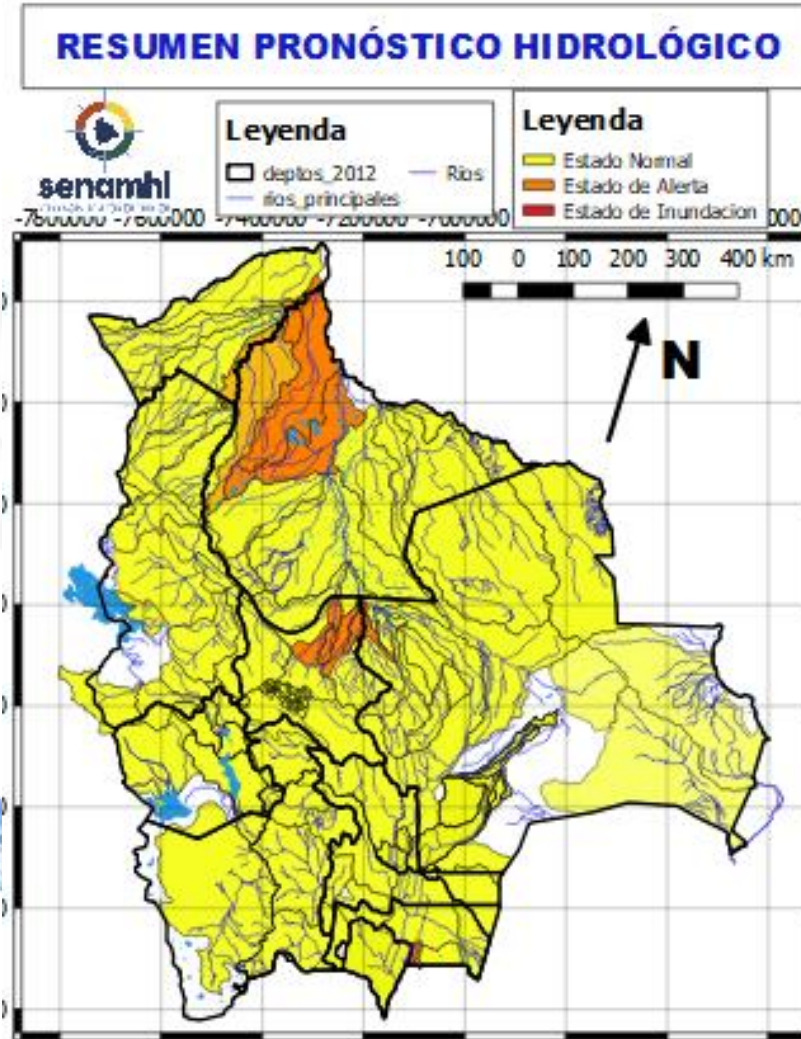 RESUMEN PRONÓSTICO HIDROLÓGICO
senamhi
Leyenda
deptos_2012
Rios
rios_principales
Leyenda
Estado Normal
Estado de Alerta
Estado de Inundacion
-7600000 -7400000 -7200000 -7000000
100 0 100 200 300 400 km
N